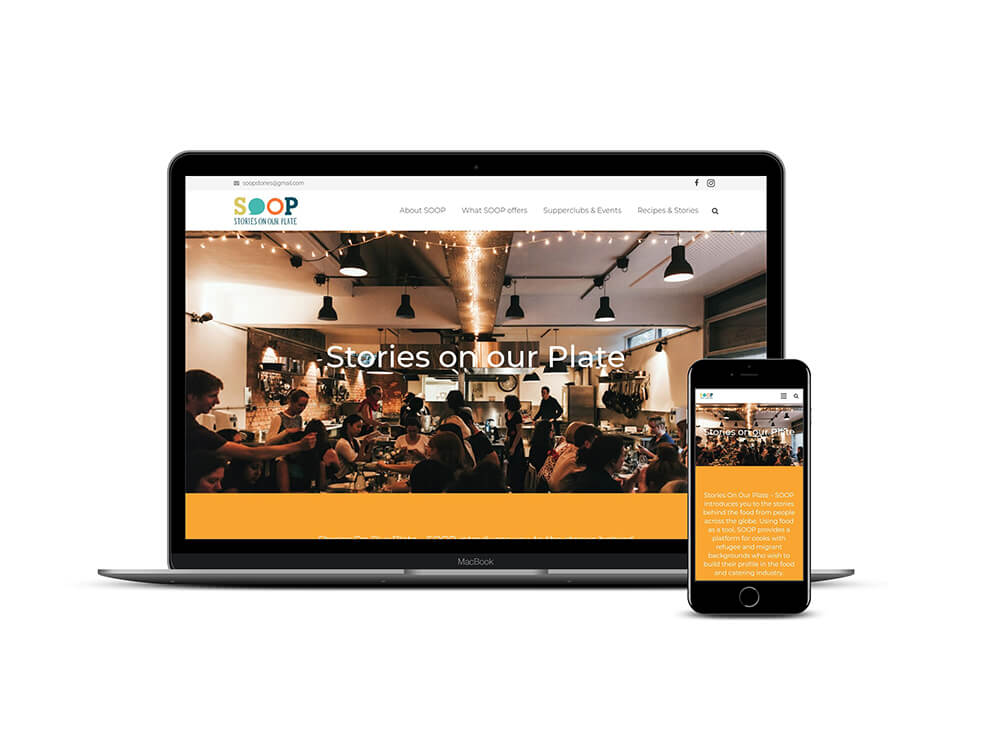 soopstories@gmail.com
SOOP
STORIES ON OUR PLATE
About SOOP What SOOP offers Supperclubs & Events Recipes & Stories
Stories on our Plate
MacBook
SOOP
Stories on our Plate
Stories On Our Plate - SOOP
introduces you to the stories
behind the food from people
across the globe. Using food
as a tool, SOOP provides a
platform for cooks with
refugee and migrant
backgrounds who wish to
build their profile in the food
and catering industry.